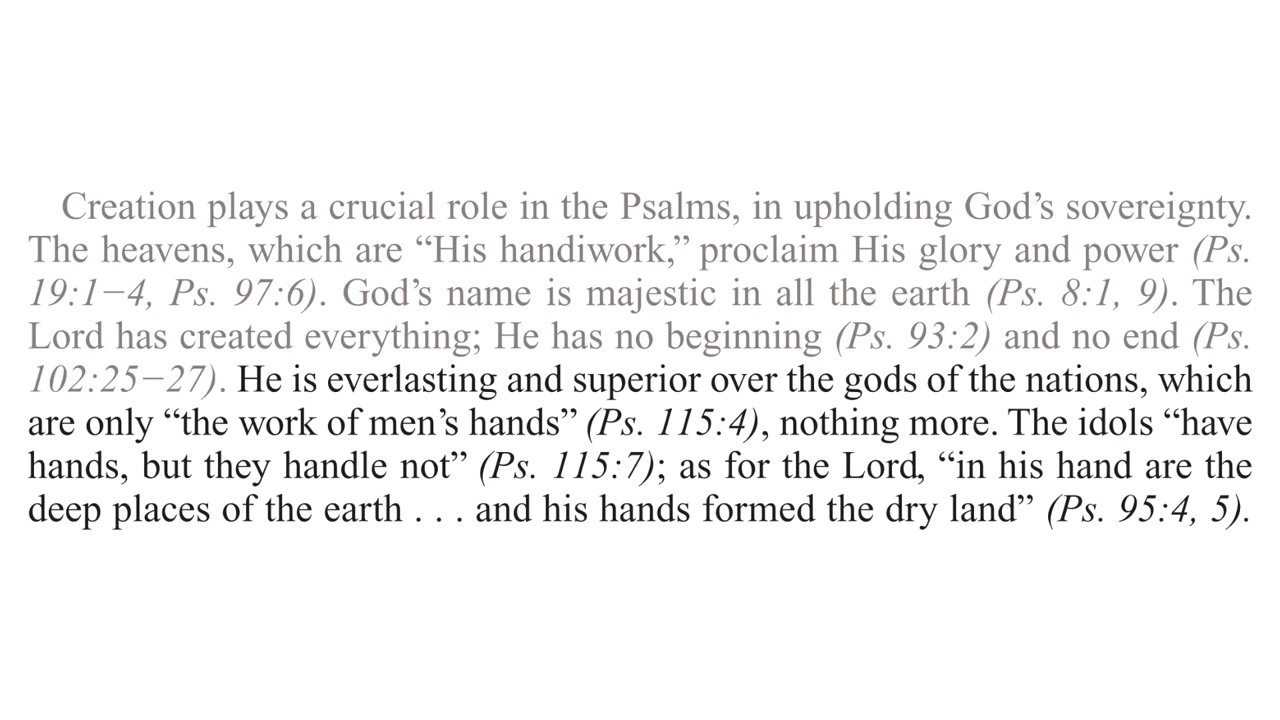 Creation plays a crucial role in the Psalms, in upholding God’s sovereignty.
The heavens, which are “His handiwork,” proclaim His glory and power (Ps.
19:1−4, Ps. 97:6). God’s name is majestic in all the earth (Ps. 8:1, 9). The
Lord has created everything; He has no beginning (Ps. 93:2) and no end (Ps.
102:25−27). He is everlasting and superior over the gods of the nations, which
are only “the work of men’s hands” (Ps. 115:4), nothing more. The idols “have
hands, but they handle not” (Ps. 115:7); as for the Lord, “in his hand are the
deep places of the earth . . . and his hands formed the dry land” (Ps. 95:4, 5).